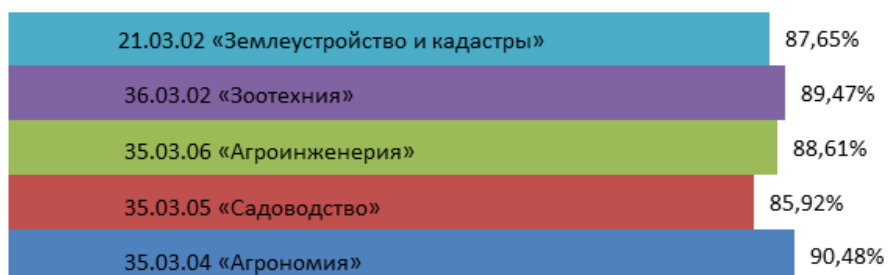 21.03.02 «Землеустройство и кадастры» 87,65%
36.03.02 «Зоотехния» 89,47%
35.03.06 «Агроинженерия» 88,61%
35.03.05 «Садоводство» 85,92%
35.03.04 «Агрономия» 90,48%